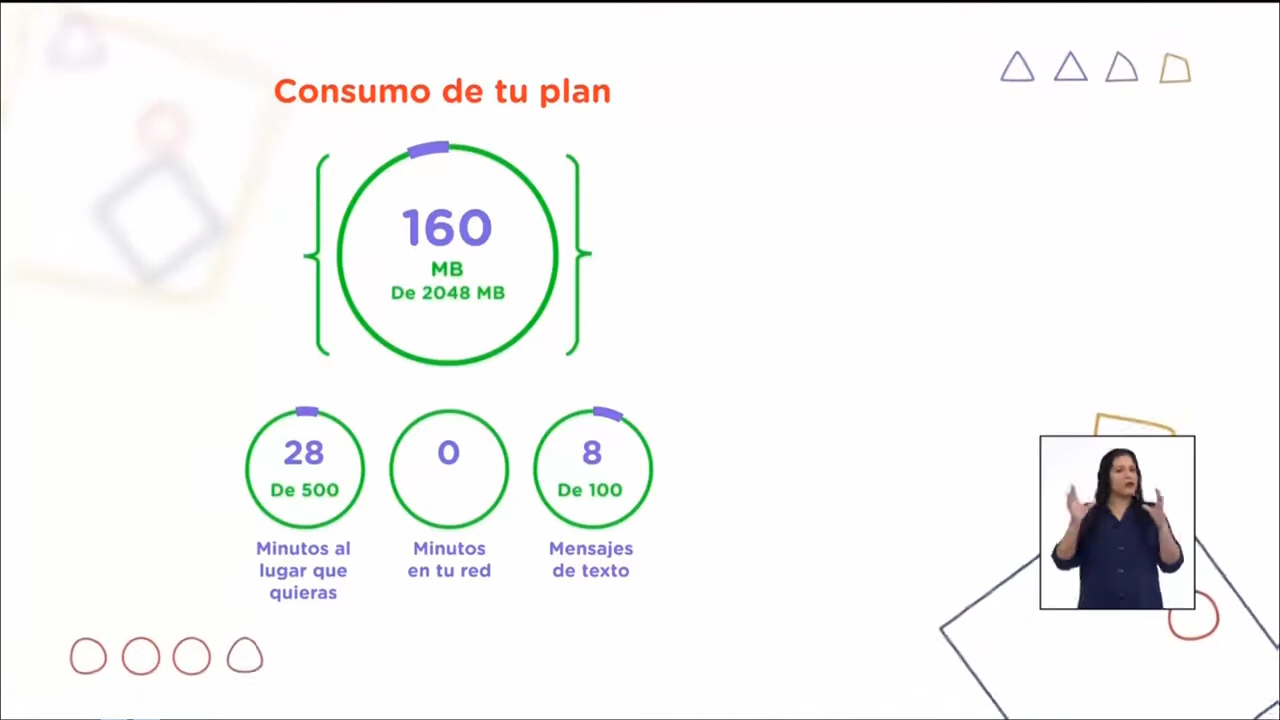 Consumo de tu plan
160
MB
De 2048 MB
28
De 500
Minutos al
lugar que
quieras
0
Minutos
en tu red
8
De 100
Mensajes
de texto